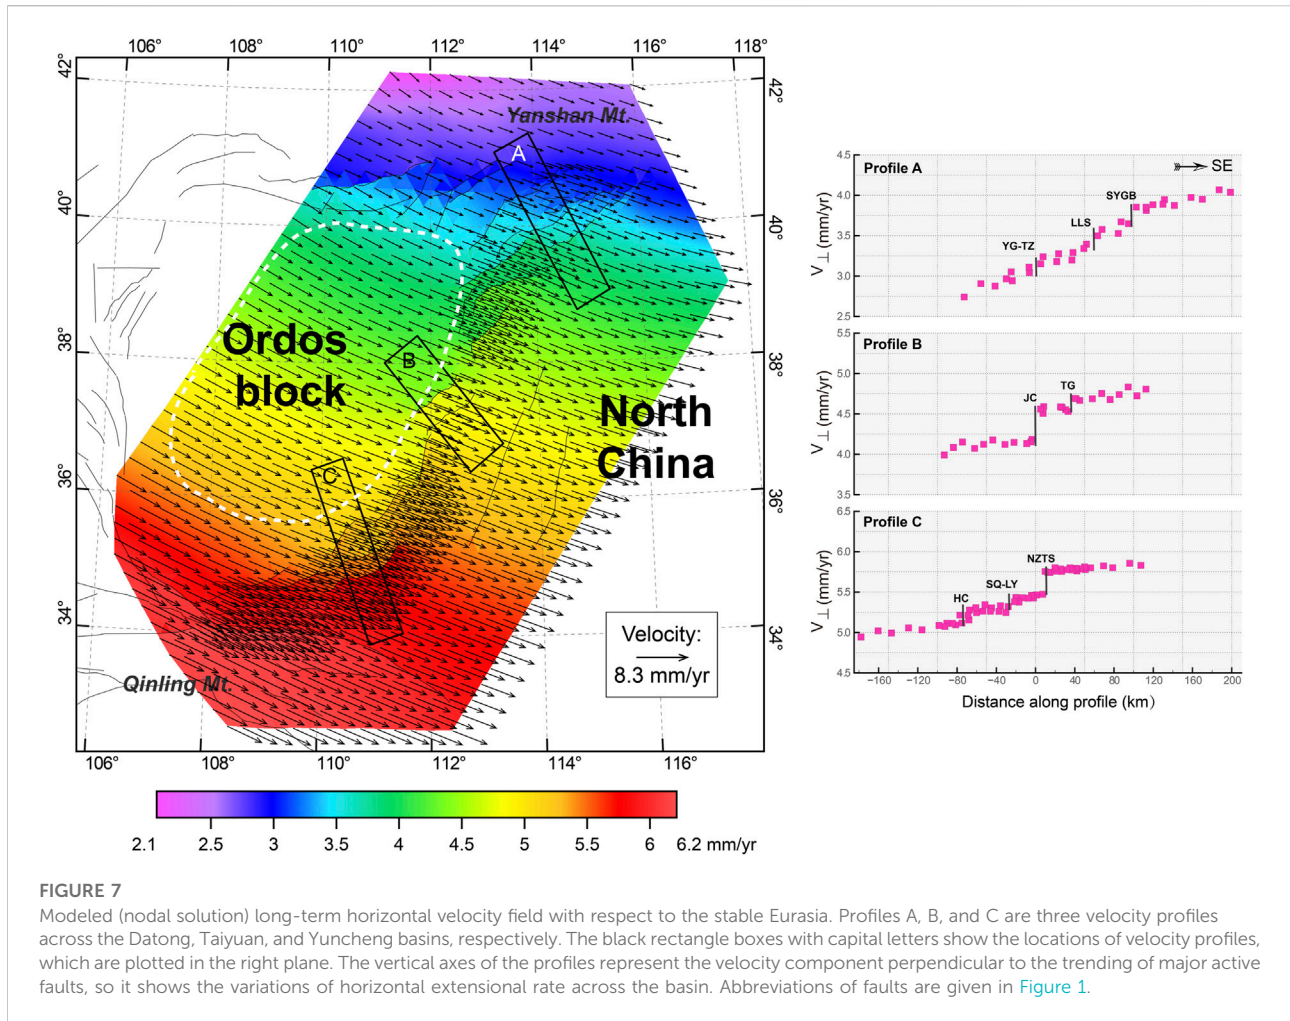 106°
108°
110°
112°
114°
116°
118°
42°
42°
40°
40°
38°
38°
36°
36°
34°
34°
106°
108°
110°
112°
114°
116°
Yanshan Mt.
A
Ordos
block
B
North
China
C
Qinling Mt.
Velocity:
8.3 mm/yr
2.1
2.5
3
3.5
4
4.5
5
5.5
6
6.2 mm/yr
Profile A
SE
4.5
4.0
3.5
3.0
2.5
V⊥ (mm/yr)
YG-TZ
LLS
SYGB
Profile B
5.5
5.0
4.5
4.0
3.5
V⊥ (mm/yr)
JC
TG
Profile C
6.5
6.0
5.5
5.0
4.5
V⊥ (mm/yr)
HC
SQ-LY
NZTS
−160
−120
−80
−40
0
40
80
120
160
200
Distance along profile (km)
FIGURE 7
Modeled (nodal solution) long-term horizontal velocity field with respect to the stable Eurasia. Profiles A, B, and C are three velocity profiles
across the Datong, Taiyuan, and Yuncheng basins, respectively. The black rectangle boxes with capital letters show the locations of velocity profiles,
which are plotted in the right plane. The vertical axes of the profiles represent the velocity component perpendicular to the trending of major active
faults, so it shows the variations of horizontal extensional rate across the basin. Abbreviations of faults are given in Figure 1.